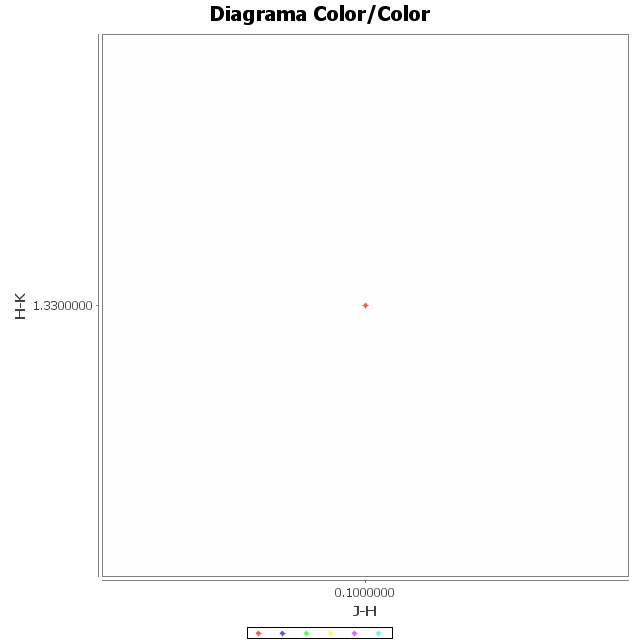 Diagrama Color/Color
H-K
1.3300000
0.1000000
J-H